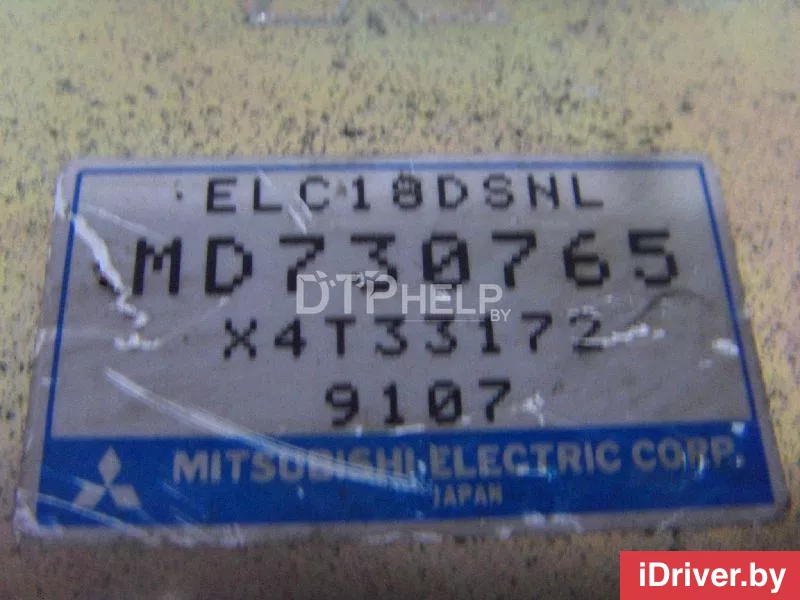 ELC18DSNL
MD730765
DTPHELP.BY
X4T33172
9107
MITSUBISHI ELECTRIC CORP.
JAPAN
iDriver.by